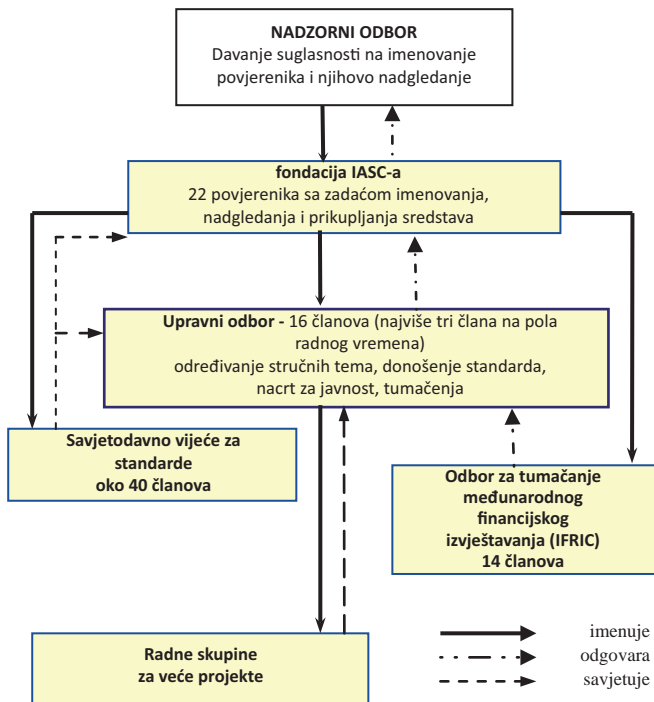 NADZORNI ODBOR
Davanje suglasnosti na imenovanje
povjerenika i njihovo nadgledanje
fondacija IASC-a
22 povjerenika sa zadaćom imenovanja,
nadgledanja i prikupljanja sredstava
Upravni odbor - 16 članova (najviše tri člana na pola
radnog vremena)
određivanje stručnih tema, donošenje standarda,
nacrt za javnost, tumačenja
Savjetodavno vijeće za
standarde
oko 40 članova
Odbor za tumačanje
međunarodnog
financijskog
izvještavanja (IFRIC)
14 članova
Radne skupine
za veće projekte
imenuje
odgovara
savjetuje